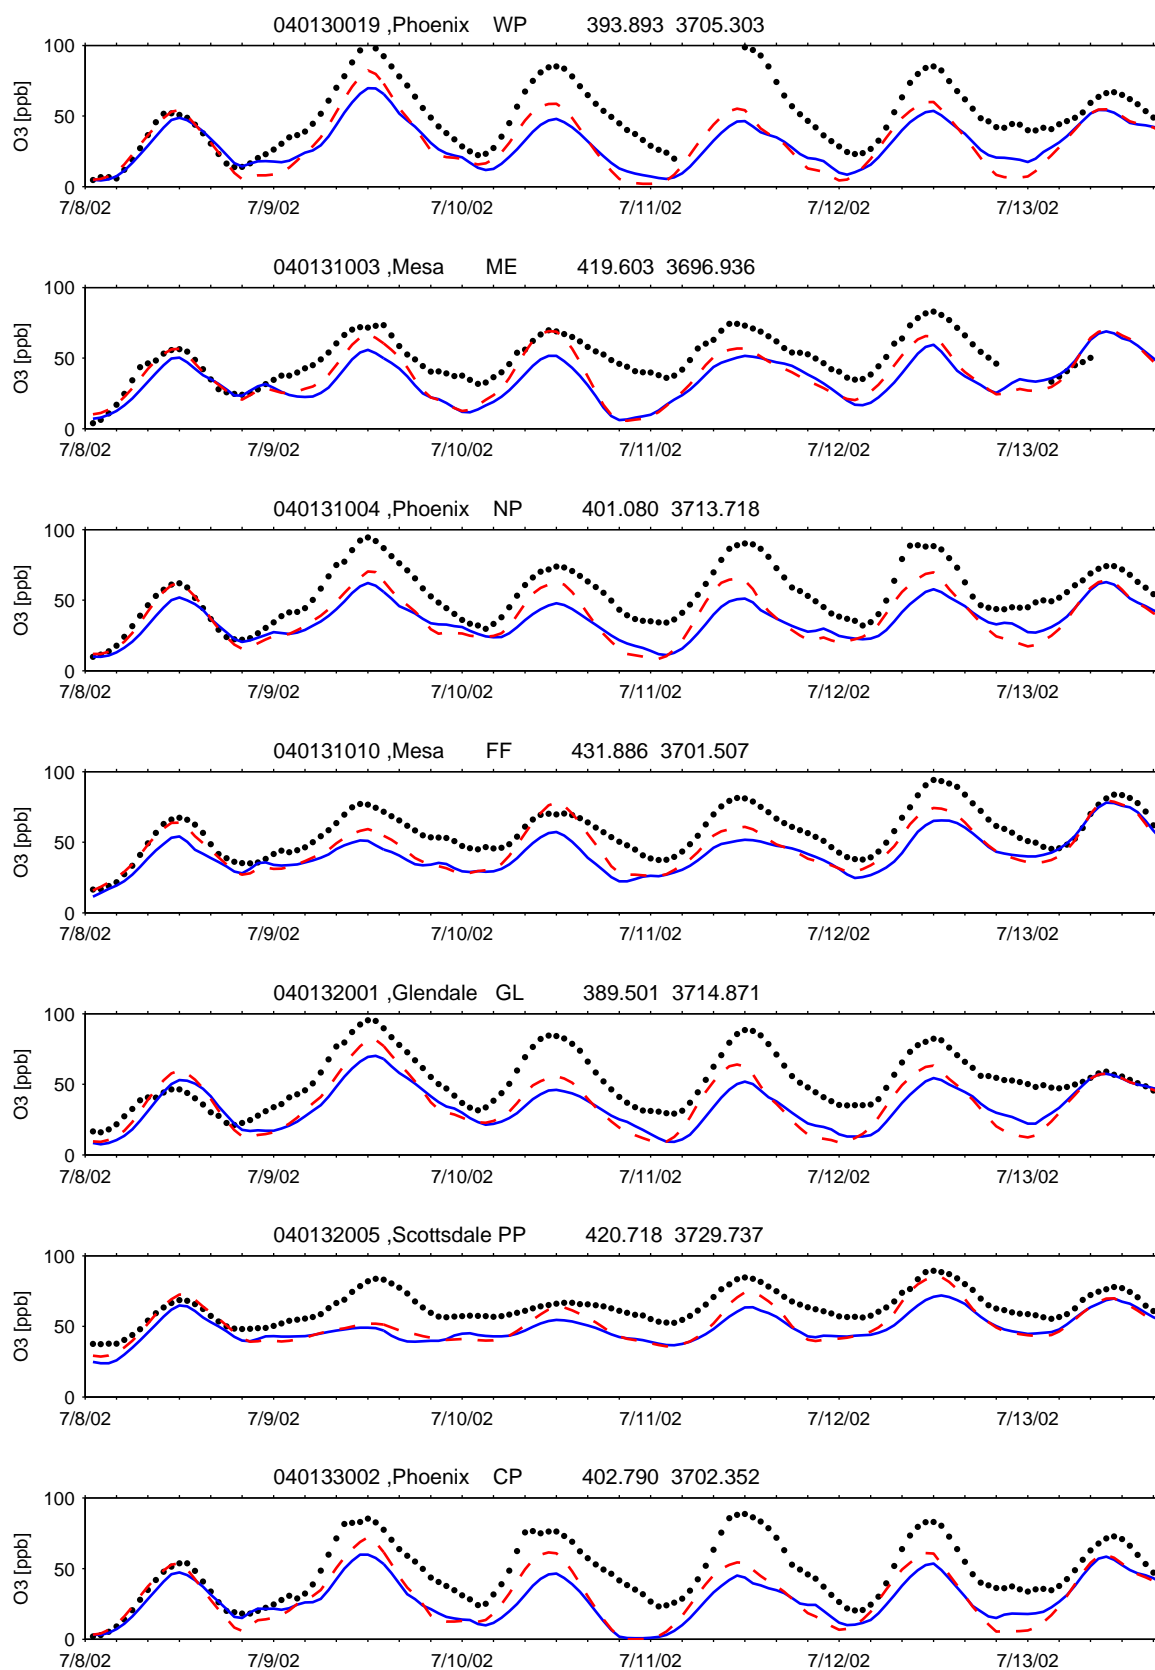 040130019 ,Phoenix WP 393.893 3705.303
100
50
0
O3 [ppb]
7/8/02 7/9/02 7/10/02 7/11/02 7/12/02 7/13/02
040131003 ,Mesa ME 419.603 3696.936
100
50
0
O3 [ppb]
7/8/02 7/9/02 7/10/02 7/11/02 7/12/02 7/13/02
040131004 ,Phoenix NP 401.080 3713.718
100
50
0
O3 [ppb]
7/8/02 7/9/02 7/10/02 7/11/02 7/12/02 7/13/02
040131010 ,Mesa FF 431.886 3701.507
100
50
0
O3 [ppb]
7/8/02 7/9/02 7/10/02 7/11/02 7/12/02 7/13/02
040132001 ,Glendale GL 389.501 3714.871
100
50
0
O3 [ppb]
7/8/02 7/9/02 7/10/02 7/11/02 7/12/02 7/13/02
040132005 ,Scottsdale PP 420.718 3729.737
100
50
0
O3 [ppb]
7/8/02 7/9/02 7/10/02 7/11/02 7/12/02 7/13/02
040133002 ,Phoenix CP 402.790 3702.352
100
50
0
O3 [ppb]
7/8/02 7/9/02 7/10/02 7/11/02 7/12/02 7/13/02